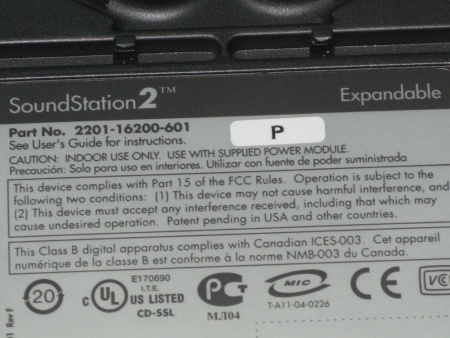 SoundStation2™ Expandable
Part No. 2201-16200-601 P
See User's Guide for instructions.
CAUTION: INDOOR USE ONLY. USE WITH SUPPLIED POWER MODULE.
Precaución: Solo para uso en interiores. Utilizar con fuente de poder suministrada
This device complies with Part 15 of the FCC Rules. Operation is subject to the
following two conditions: (1) This device may not cause harmful interference, and
(2) This device must accept any interference received, including that which may
cause undesired operation. Patent pending in USA and other countries.
This Class B digital apparatus complies with Canadian ICES-003. Cet appareil
numérique de la classe B est conforme à la norme NMB-003 du Canada.
20
c UL US LISTED
E170690
I.T.E.
CD-SSL
PC
МЛ04
MIC
T-A11-04-0226
CE
VC
Rev F